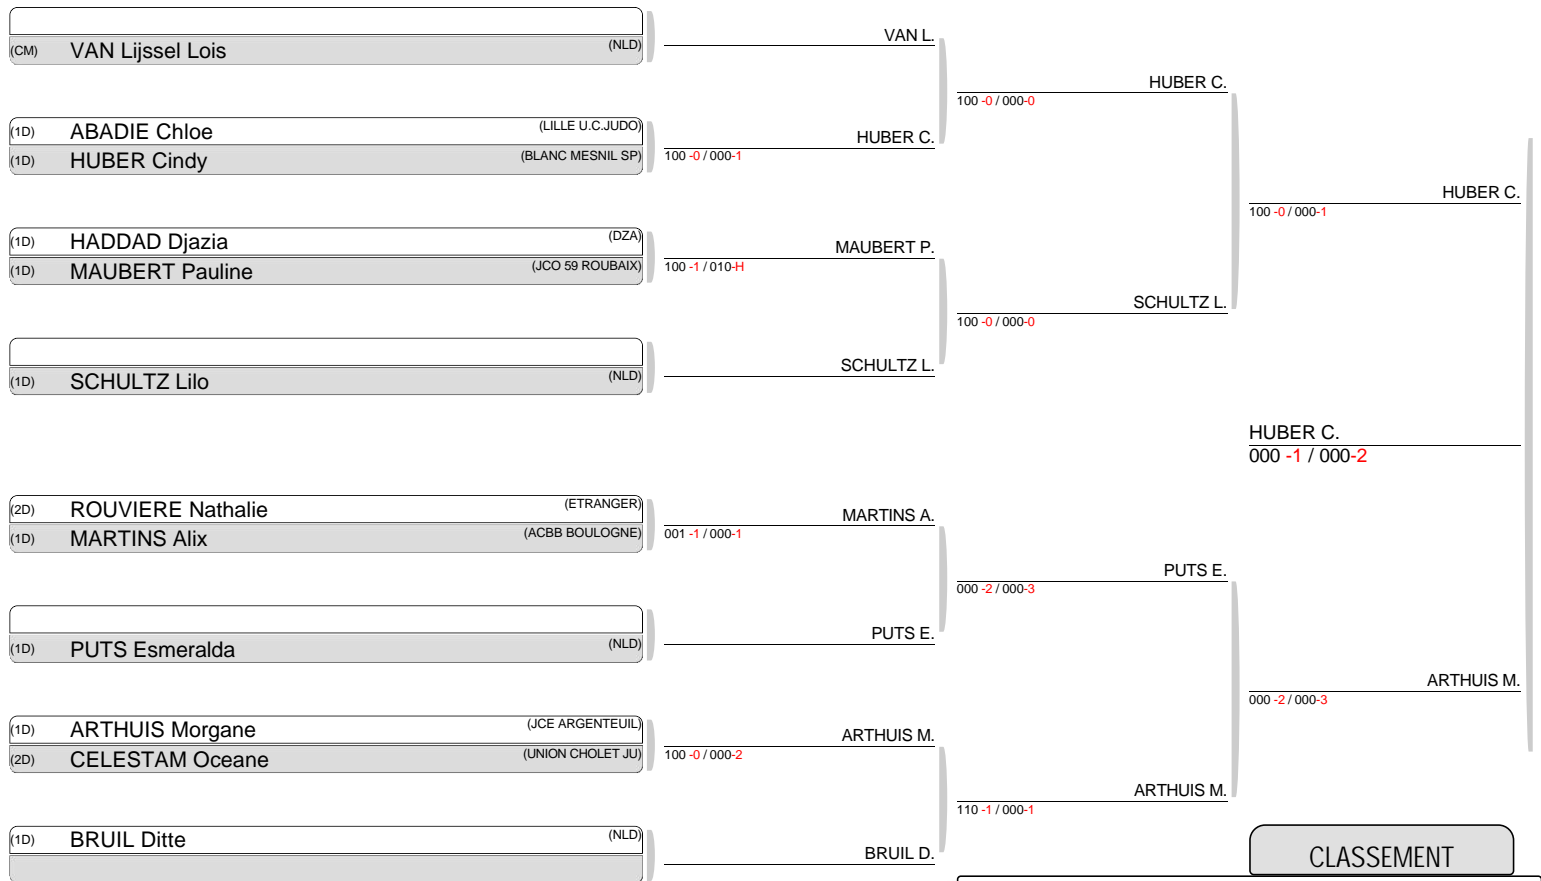 (CM) VAN Lijssel Lois (NLD)
(1D) ABADIE Chloe (LILLE U.C.JUDO)
(1D) HUBER Cindy (BLANC MESNIL SP)
(1D) HADDAD Djazia (DZA)
(1D) MAUBERT Pauline (JCO 59 ROUBAIX)
(1D) SCHULTZ Lilo (NLD)
(2D) ROUVIERE Nathalie (ETRANGER)
(1D) MARTINS Alix (ACBB BOULOGNE)
(1D) PUTS Esmeralda (NLD)
(1D) ARTHUIS Morgane (JCE ARGENTEUIL)
(2D) CELESTAM Oceane (UNION CHOLET JU)
(1D) BRUIL Ditte (NLD)
VAN L.
HUBER C.
100 -0 / 000-1
MAUBERT P.
100 -1 / 010-H
SCHULTZ L.
MARTINS A.
001 -1 / 000-1
PUTS E.
ARTHUIS M.
100 -0 / 000-2
BRUIL D.
HUBER C.
100 -0 / 000-0
SCHULTZ L.
100 -0 / 000-0
PUTS E.
000 -2 / 000-3
ARTHUIS M.
110 -1 / 000-1
HUBER C.
100 -0 / 000-1
HUBER C.
000 -1 / 000-2
ARTHUIS M.
000 -2 / 000-3
CLASSEMENT